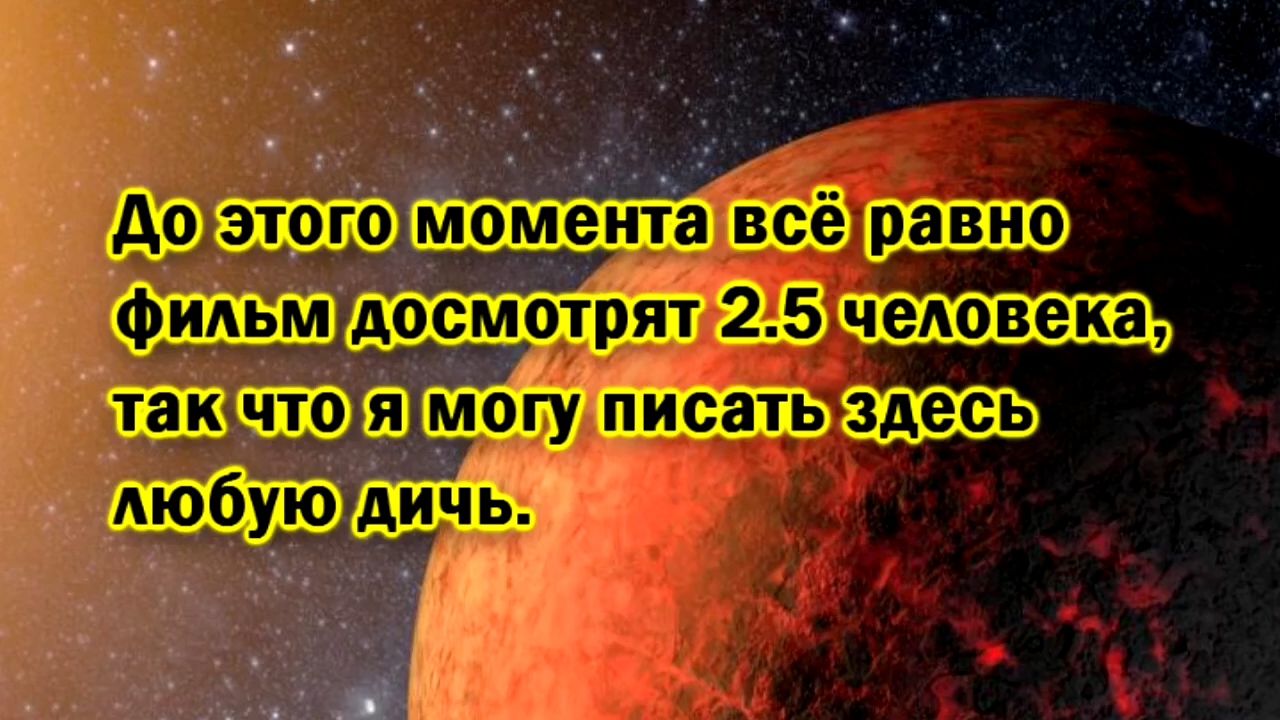 До этого момента всё равно
фильм досмотрят 2.5 человека,
так что я могу писать здесь
любую дичь.